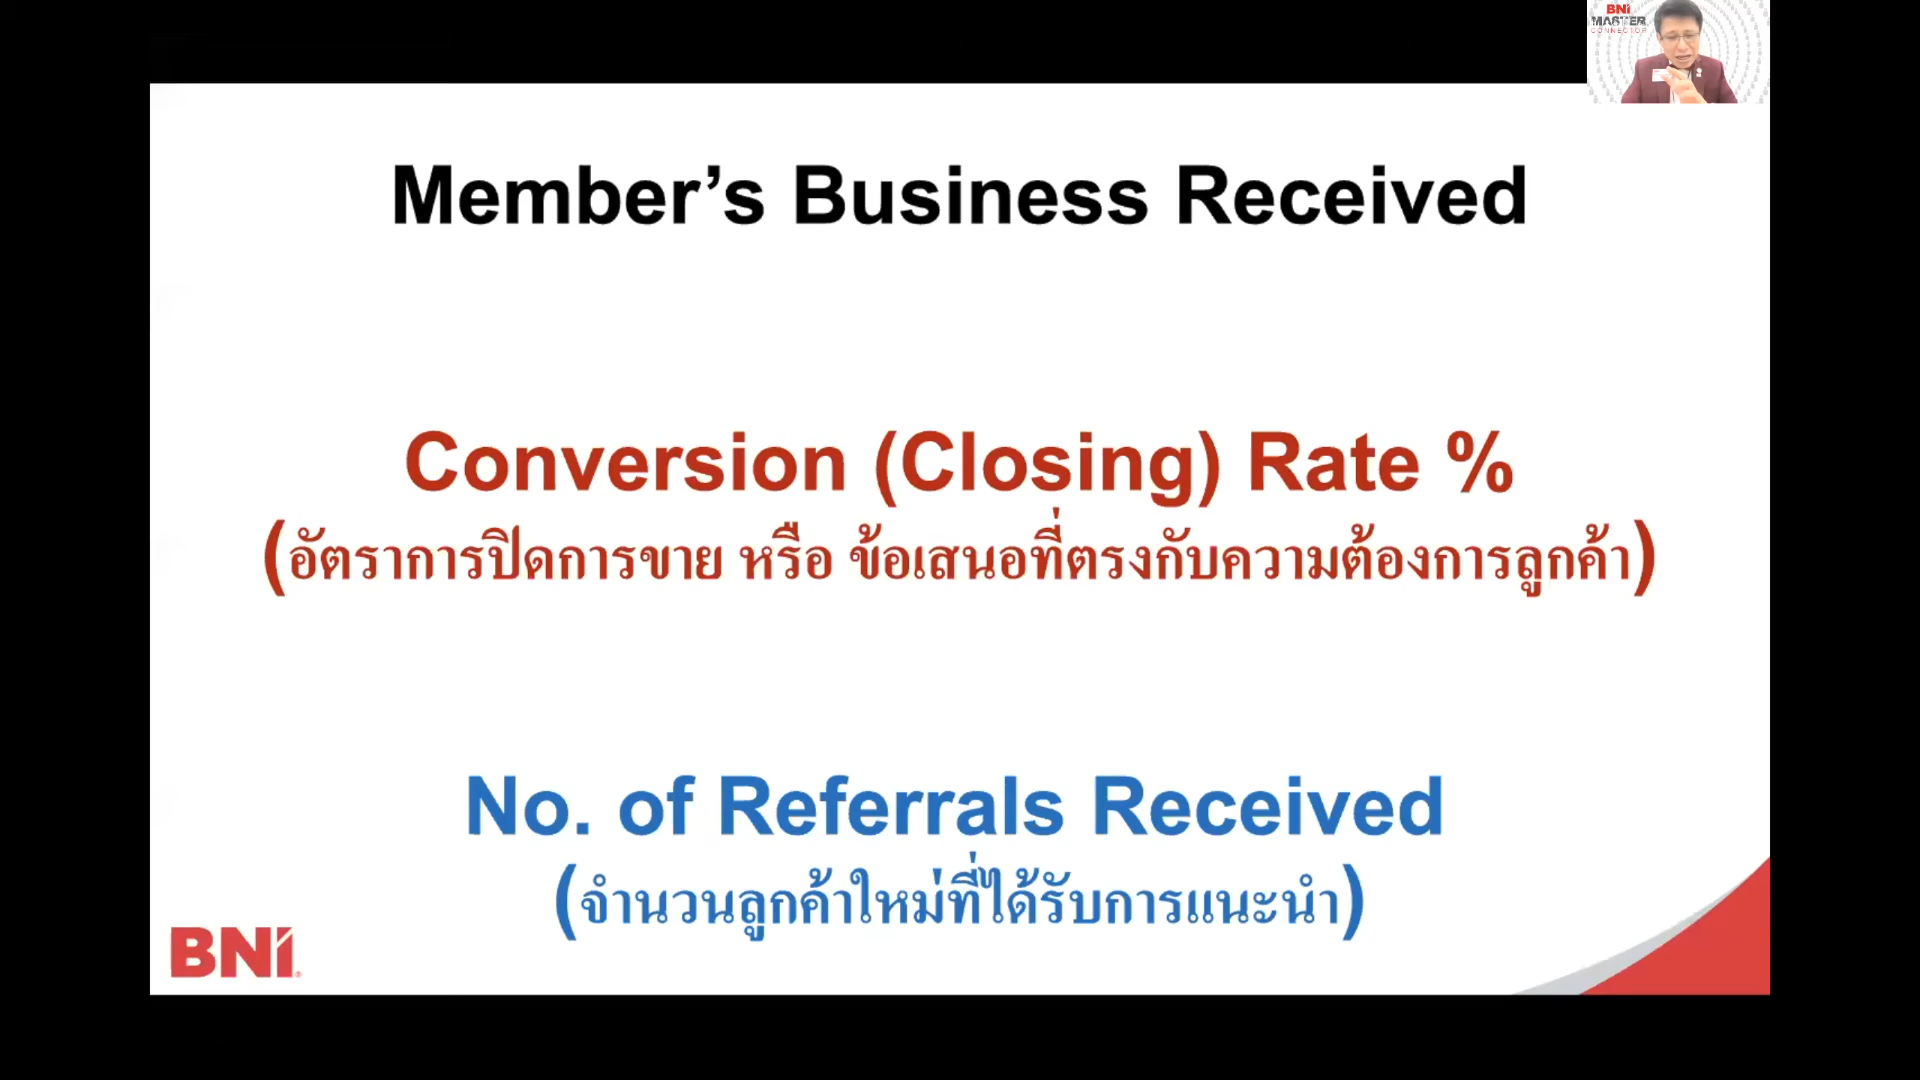 BNI
MASTER
CONNECTOR
Member’s Business Received
Conversion (Closing) Rate %
(อัตราการปิดการขาย หรือ ข้อเสนอที่ตรงกับความต้องการลูกค้า)
No. of Referrals Received
(จำนวนลูกค้าใหม่ที่ได้รับการแนะนำ)
BNI®